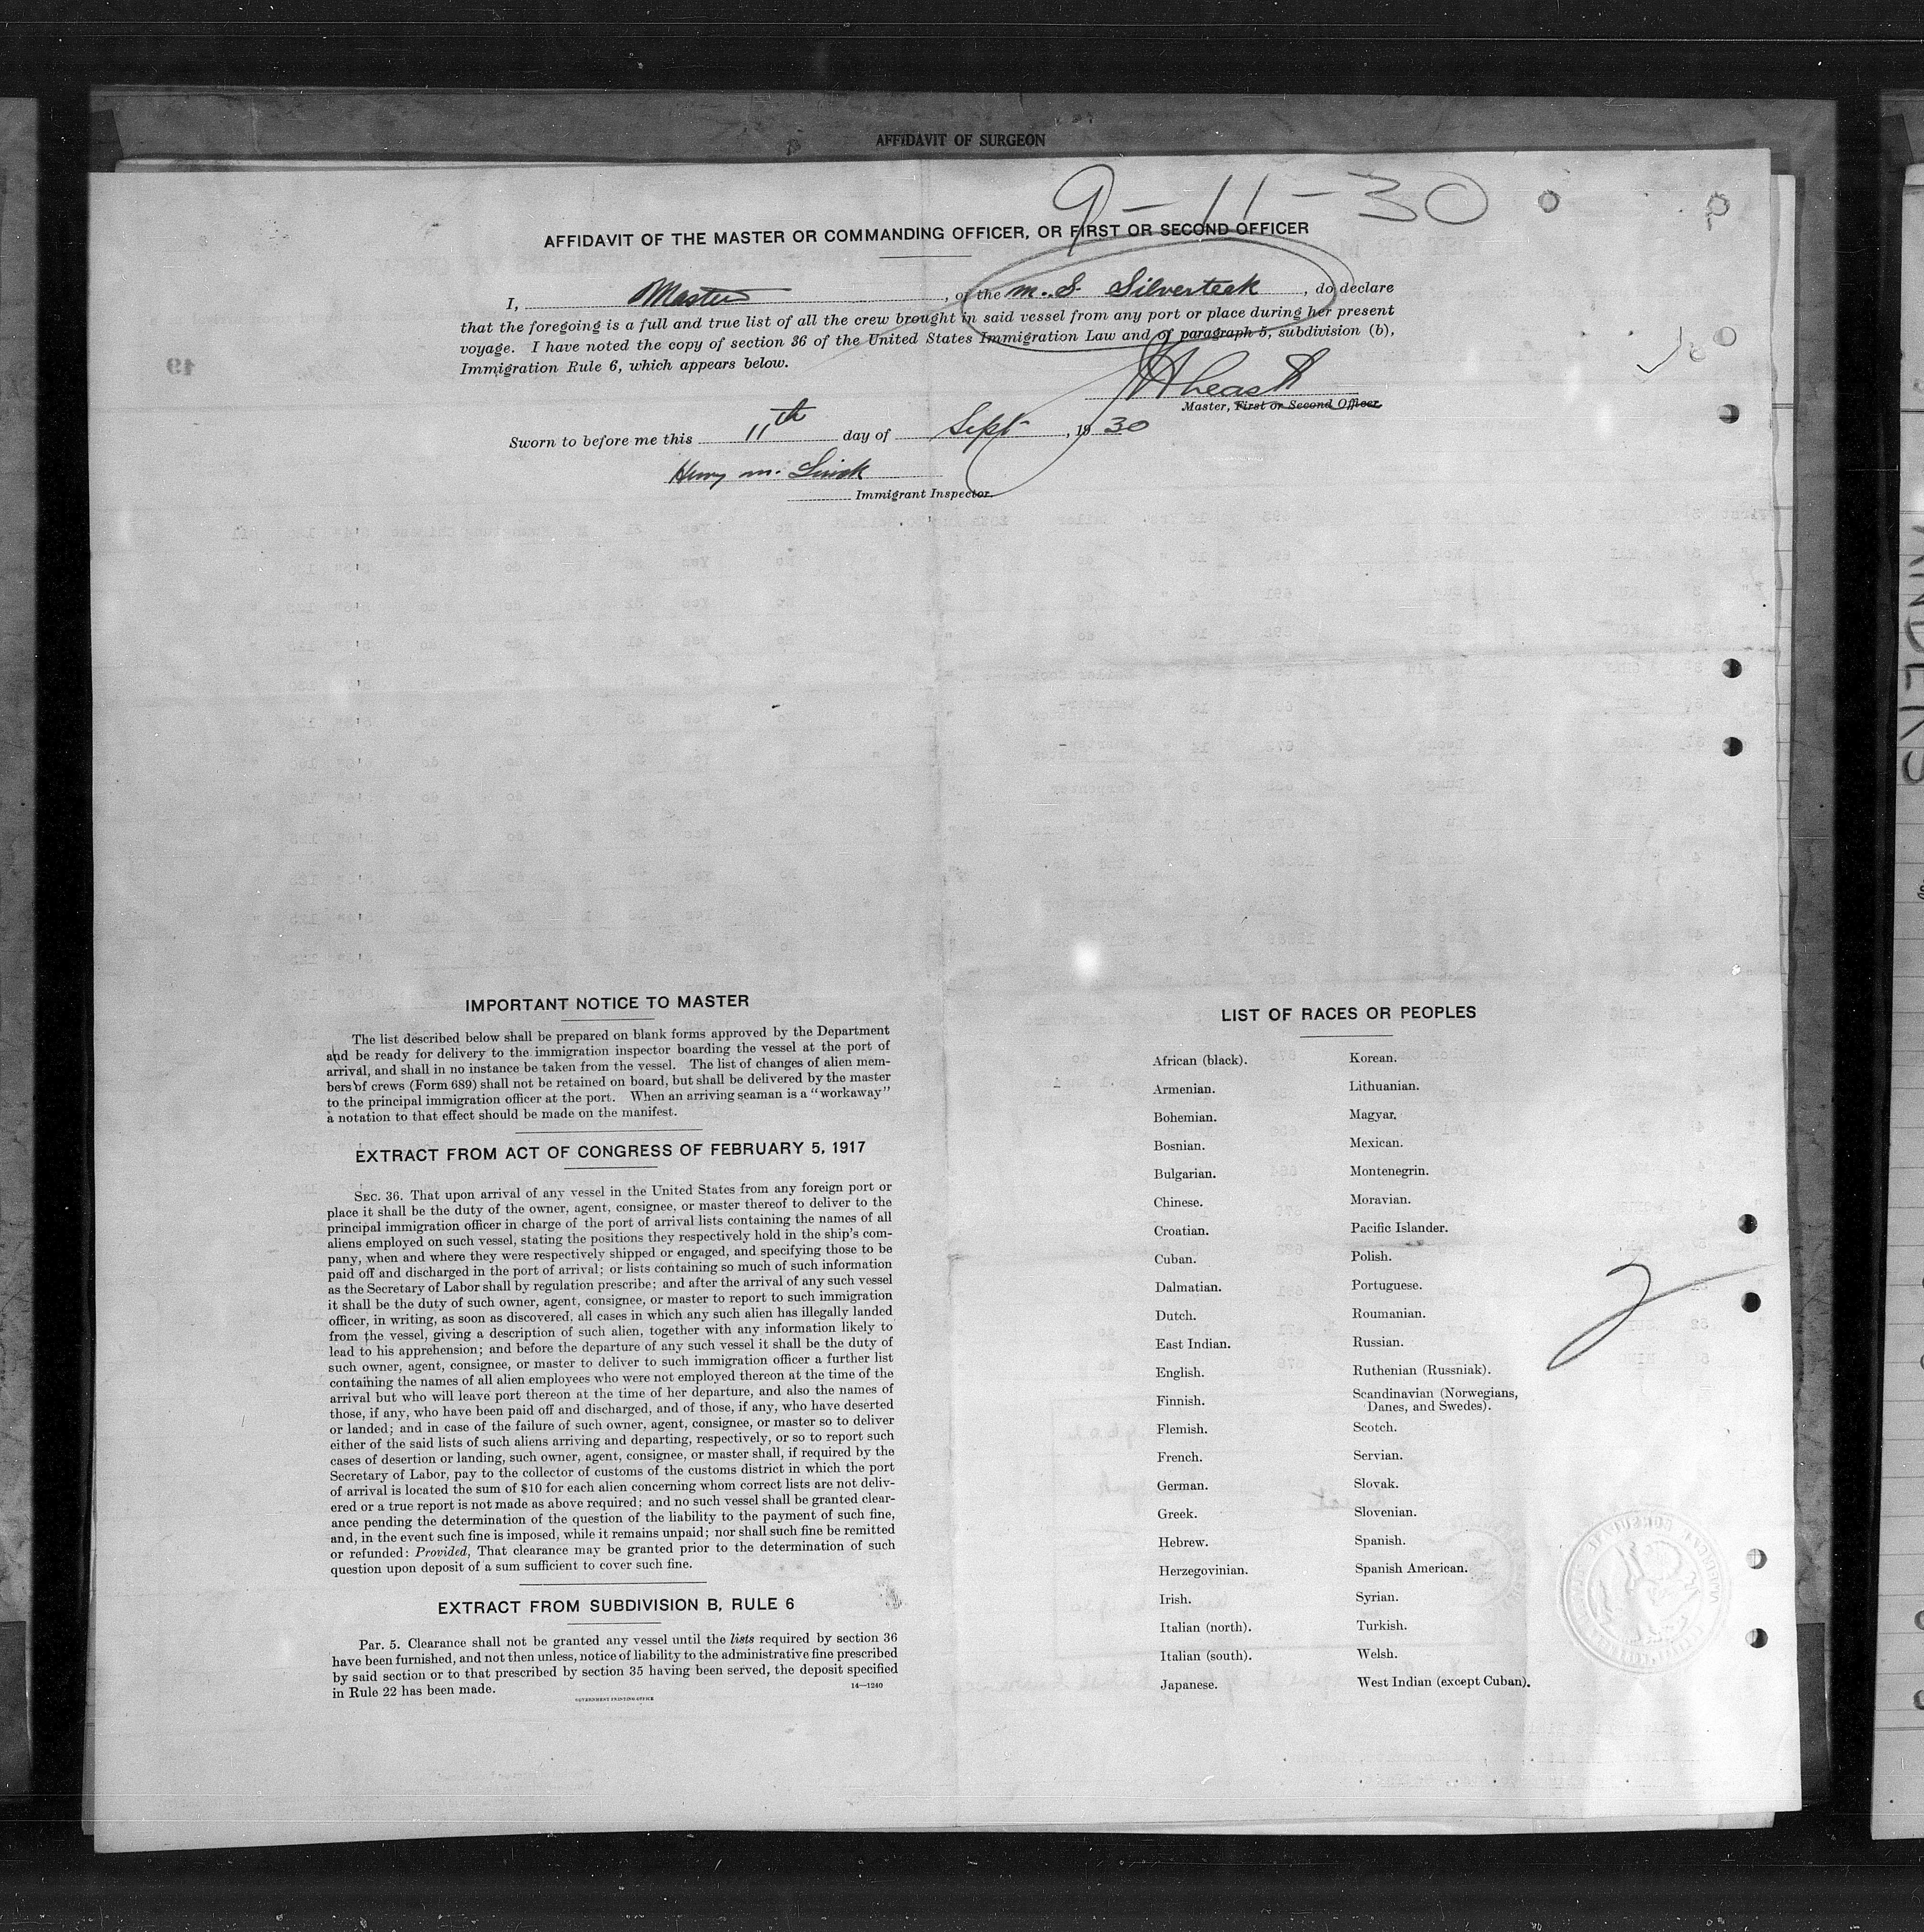 AFFIDAVIT OF SURGEON
9-11-30
AFFIDAVIT OF THE MASTER OR COMMANDING OFFICER, OR FIRST OR SECOND OFFICER
I, Master, of the M.S. Silverteak, do declare
that the foregoing is a full and true list of all the crew brought in said vessel from any port or place during her present
voyage. I have noted the copy of section 36 of the United States Immigration Law and of paragraph 5, subdivision (b),
Immigration Rule 6, which appears below.
Master, First or Second Officer.
Sworn to before me this 11th day of Sept, 1930
Henry M.
Immigrant Inspector.
IMPORTANT NOTICE TO MASTER
The list described below shall be prepared on blank forms approved by the Department
and be ready for delivery to the immigration inspector boarding the vessel at the port of
arrival, and shall in no instance be taken from the vessel. The list of changes of alien mem-
bers of crews (Form 689) shall not be retained on board, but shall be delivered by the master
to the principal immigration officer at the port. When an arriving seaman is a "workaway"
a notation to that effect should be made on the manifest.
EXTRACT FROM ACT OF CONGRESS OF FEBRUARY 5, 1917
SEC. 36. That upon arrival of any vessel in the United States from any foreign port or
place it shall be the duty of the owner, agent, consignee, or master thereof to deliver to the
principal immigration officer in charge of the port of arrival lists containing the names of all
aliens employed on such vessel, stating the positions they respectively hold in the ship's com-
pany, when and where they were respectively shipped or engaged, and specifying those to be
paid off and discharged in the port of arrival; or lists containing so much of such information
as the Secretary of Labor shall by regulation prescribe; and after the arrival of any such vessel
it shall be the duty of such owner, agent, consignee, or master to report to such immigration
officer, in writing, as soon as discovered, all cases in which any such alien has illegally landed
from the vessel, giving a description of such alien, together with any information likely to
lead to his apprehension; and before the departure of any such vessel it shall be the duty of
such owner, agent, consignee, or master to deliver to such immigration officer a further list
containing the names of all alien employees who were not employed thereon at the time of the
arrival but who will leave port thereon at the time of her departure, and also the names of
those, if any, who have been paid off and discharged, and of those, if any, who have deserted
or landed; and in case of the failure of such owner, agent, consignee, or master so to deliver
either of the said lists of such aliens arriving and departing, respectively, or so to report such
cases of desertion or landing, such owner, agent, consignee, or master shall, if required by the
Secretary of Labor, pay to the collector of customs of the customs district in which the port
of arrival is located the sum of $10 for each alien concerning whom correct lists are not deliv-
ered or a true report is not made as above required; and no such vessel shall be granted clear-
ance pending the determination of the question of the liability to the payment of such fine,
and, in the event such fine is imposed, while it remains unpaid; nor shall such fine be remitted
or refunded: Provided, That clearance may be granted prior to the determination of such
question upon deposit of a sum sufficient to cover such fine.
EXTRACT FROM SUBDIVISION B, RULE 6
Par. 5. Clearance shall not be granted any vessel until the lists required by section 36
have been furnished, and not then unless, notice of liability to the administrative fine prescribed
by said section or to that prescribed by section 35 having been served, the deposit specified
in Rule 22 has been made.
14—1240
GOVERNMENT PRINTING OFFICE
LIST OF RACES OR PEOPLES
African (black).
Armenian.
Bohemian.
Bosnian.
Bulgarian.
Chinese.
Croatian.
Cuban.
Dalmatian.
Dutch.
East Indian.
English.
Finnish.
Flemish.
French.
German.
Greek.
Hebrew.
Herzegovinian.
Irish.
Italian (north).
Italian (south).
Japanese.
Korean.
Lithuanian.
Magyar.
Mexican.
Montenegrin.
Moravian.
Pacific Islander.
Polish.
Portuguese.
Roumanian.
Russian.
Ruthenian (Russniak).
Scandinavian (Norwegians,
Danes, and Swedes).
Scotch.
Servian.
Slovak.
Slovenian.
Spanish.
Spanish American.
Syrian.
Turkish.
Welsh.
West Indian (except Cuban).